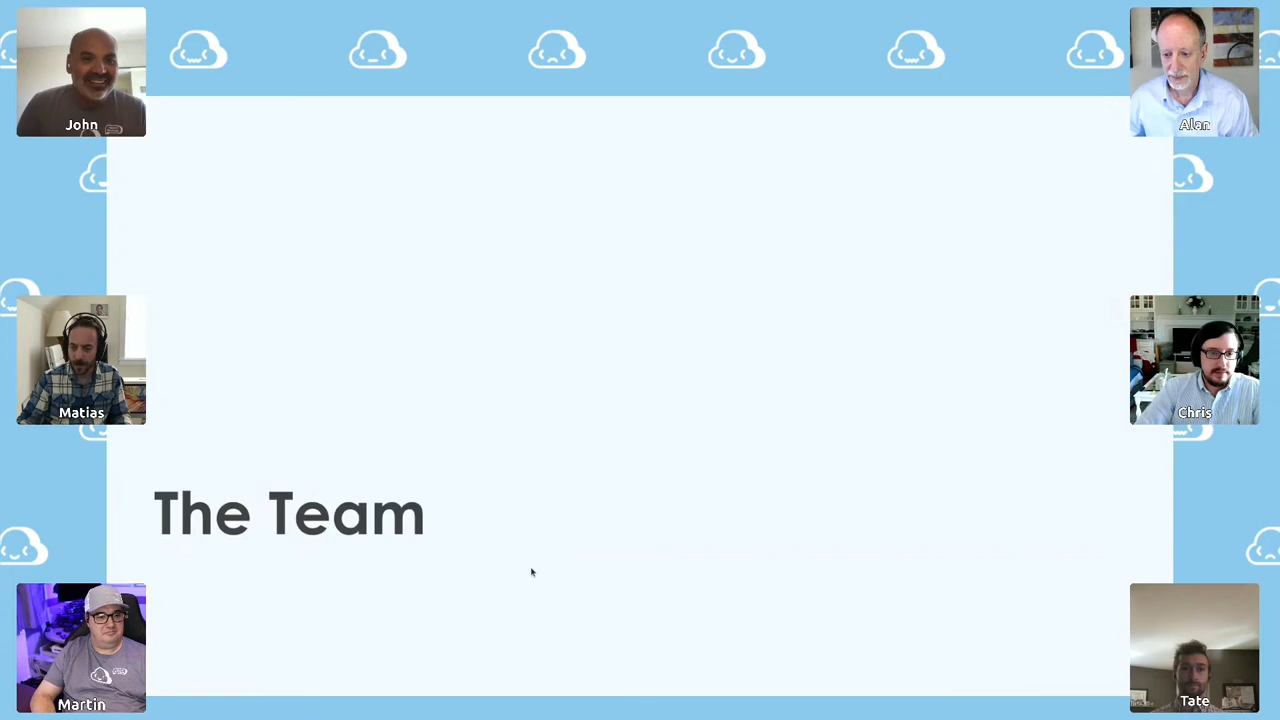 John
Alan
Matias
Chris
The Team
Martin
Tate